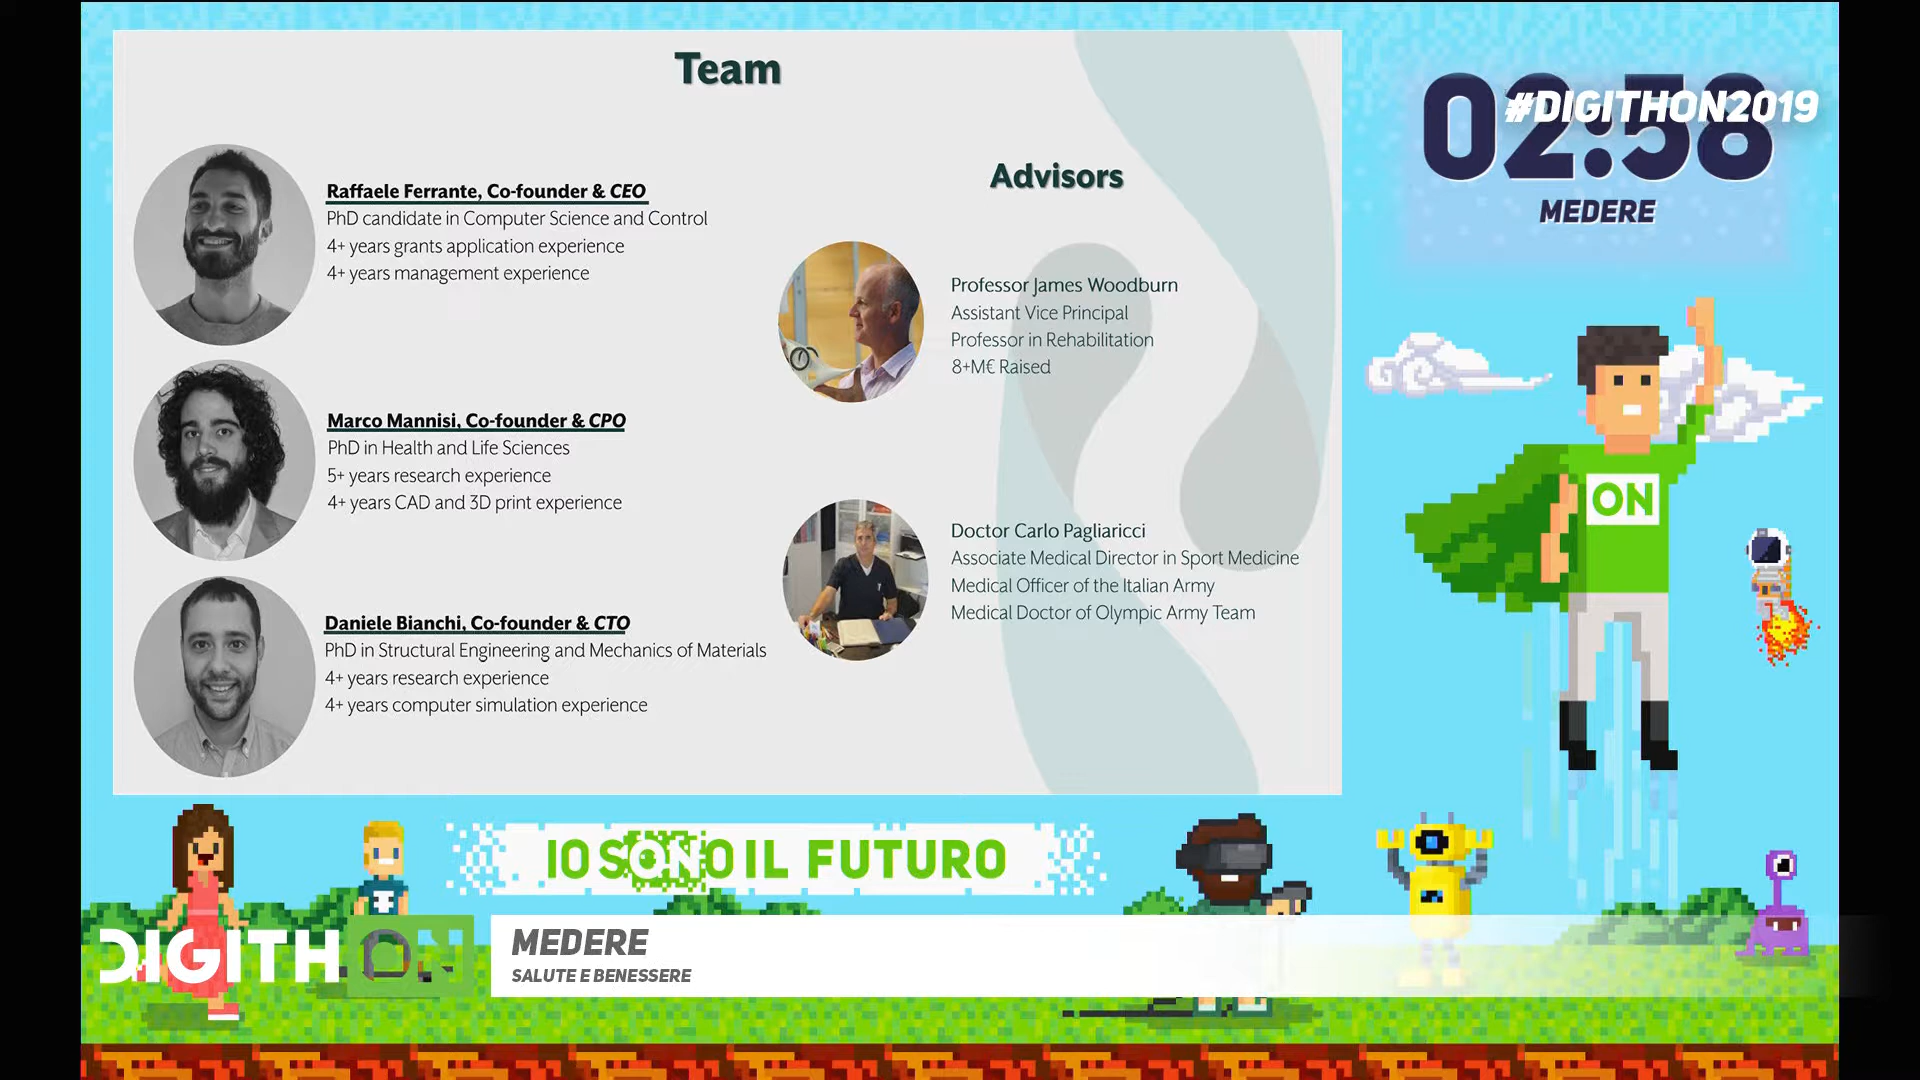 Team
Raffaele Ferrante, Co-founder & CEO
PhD candidate in Computer Science and Control
4+ years grants application experience
4+ years management experience
Marco Mannisi, Co-founder & CPO
PhD in Health and Life Sciences
5+ years research experience
4+ years CAD and 3D print experience
Daniele Bianchi, Co-founder & CTO
PhD in Structural Engineering and Mechanics of Materials
4+ years research experience
4+ years computer simulation experience
Advisors
Professor James Woodburn
Assistant Vice Principal
Professor in Rehabilitation
8+M€ Raised
Doctor Carlo Pagliaricci
Associate Medical Director in Sport Medicine
Medical Officer of the Italian Army
Medical Doctor of Olympic Army Team
02:58
#DIGITHON2019
MEDERE
ON
IO SONO IL FUTURO
DIGITHON
MEDERE
SALUTE E BENESSERE